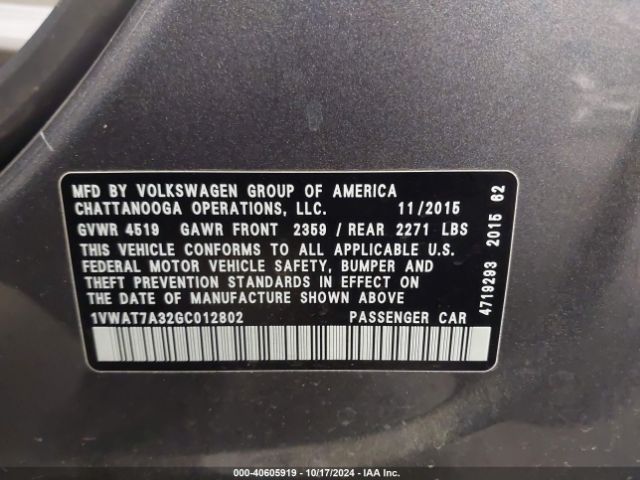 MFD BY VOLKSWAGEN GROUP OF AMERICA
CHATTANOOGA OPERATIONS, LLC. 11/2015
GVWR 4519 GAWR FRONT 2359 / REAR 2271 LBS
THIS VEHICLE CONFORMS TO ALL APPLICABLE U.S.
FEDERAL MOTOR VEHICLE SAFETY, BUMPER AND
THEFT PREVENTION STANDARDS IN EFFECT ON
THE DATE OF MANUFACTURE SHOWN ABOVE
1VWAT7A32GC012802 PASSENGER CAR
4719293 2015 62
000-40605919 - 10/17/2024 - IAA Inc.